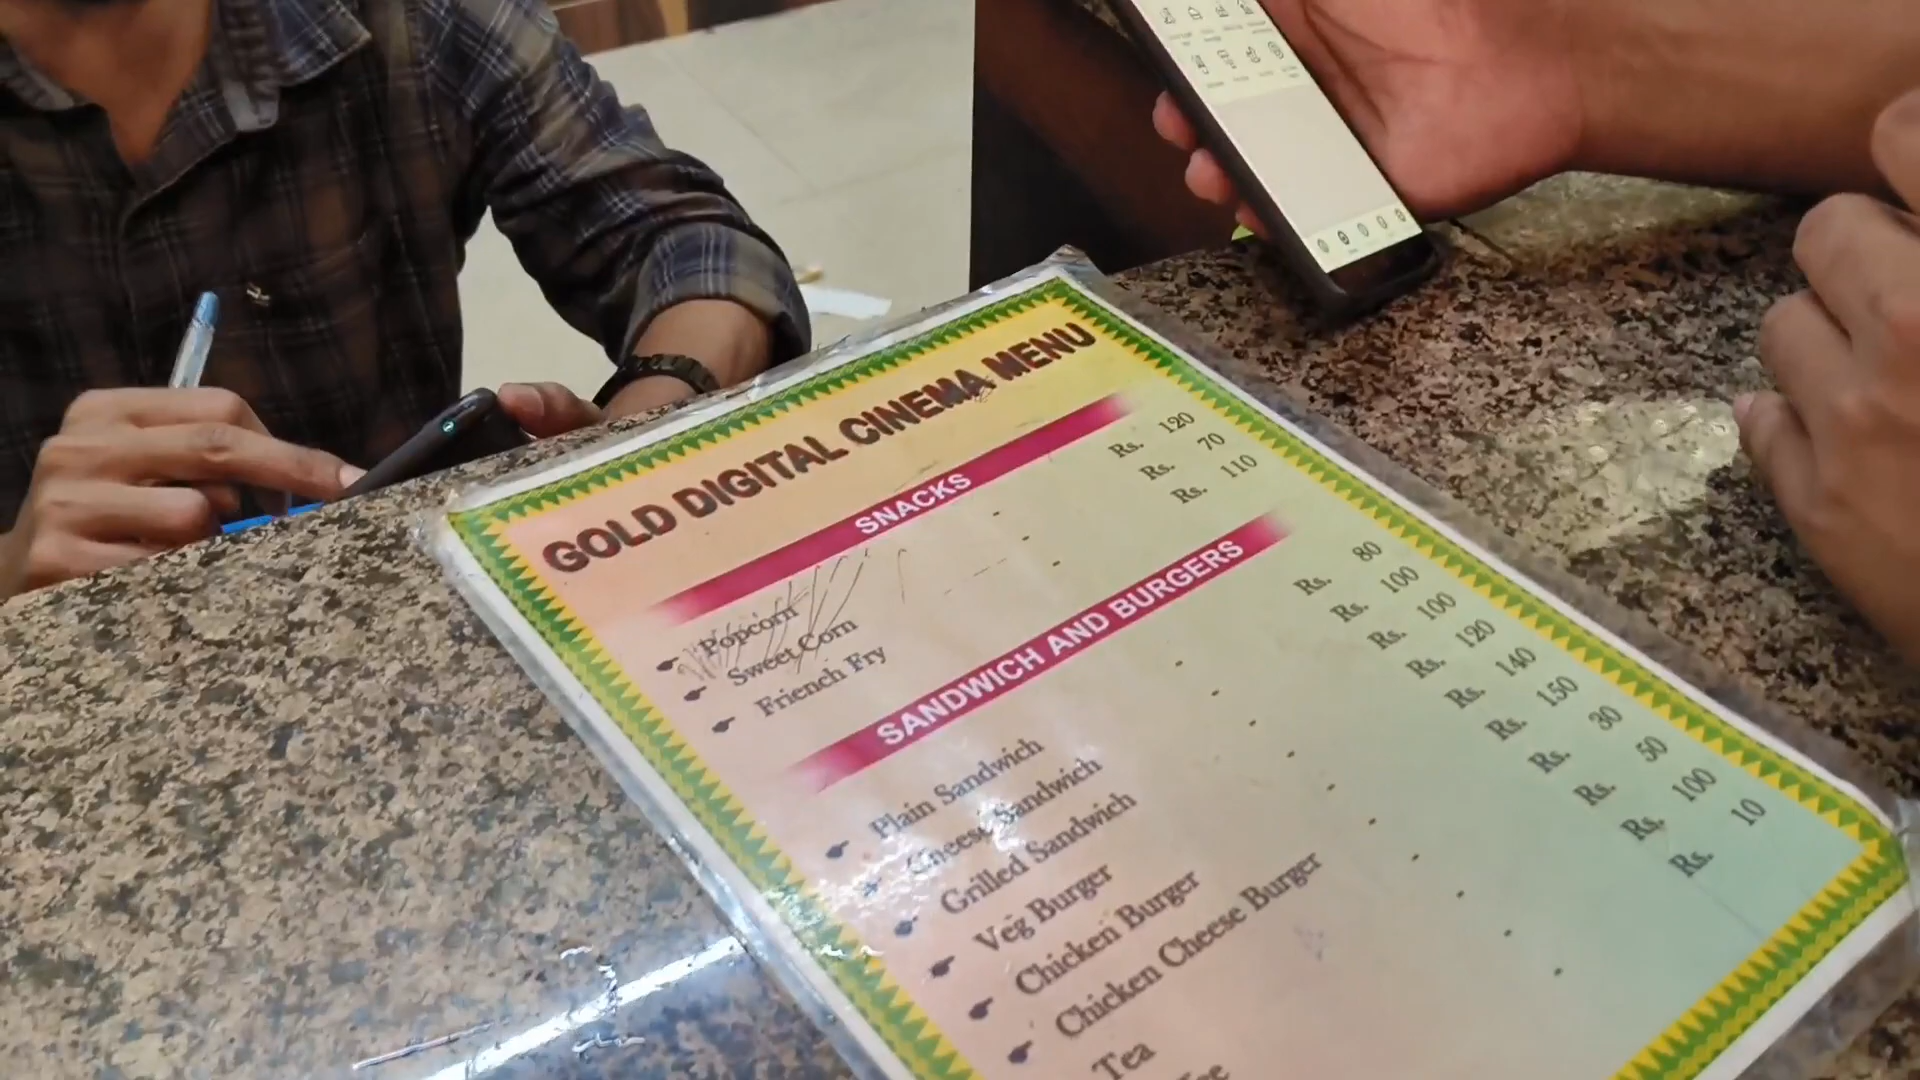 GOLD DIGITAL CINEMA MENU
SNACKS
Popcorn Rs. 120
Sweet Corn Rs. 70
Friench Fry Rs. 110
SANDWICH AND BURGERS
Plain Sandwich Rs. 80
Cheese Sandwich Rs. 100
Grilled Sandwich Rs. 100
Veg Burger Rs. 120
Chicken Burger Rs. 140
Chicken Cheese Burger Rs. 150
Tea Rs. 30
Rs. 50
Rs. 100
Rs. 10